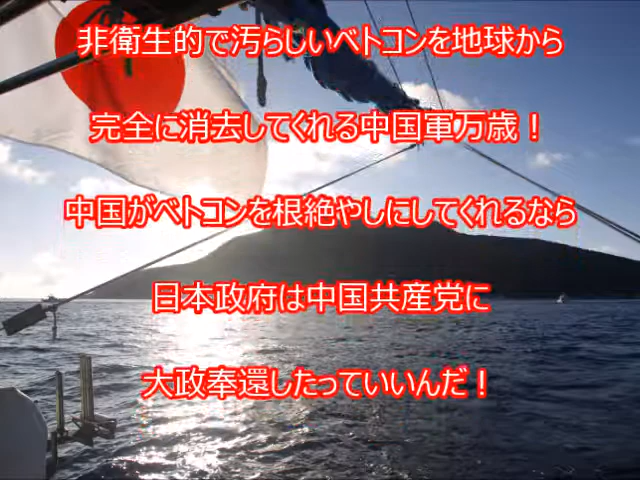 非衛生的で汚らしいベトコンを地球から
完全に消去してくれる中国軍万歳！
中国がベトコンを根絶やしにしてくれるなら
日本政府は中国共産党に
大政奉還したっていいんだ！